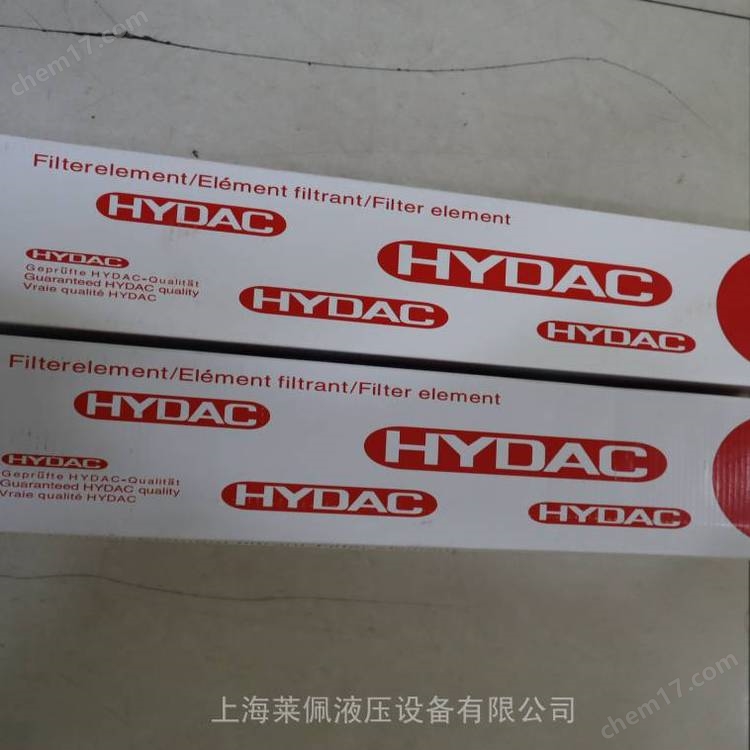 chem17.com
Filterelement/Elément filtrant/Filter element
HYDAC
HYDAC
HYDAC
Geprüfte HYDAC-Qualität
Guaranteed HYDAC quality
Vraie qualité HYDAC
HYDAC
HYDAC
Filterelement/Elément filtrant/Filter element
HYDAC
HYDAC
HYDAC
Geprüfte HYDAC-Qualität
Guaranteed HYDAC quality
Vraie qualité HYDAC
HYDAC
HYDAC
上海莱佩液压设备有限公司
chem17.com